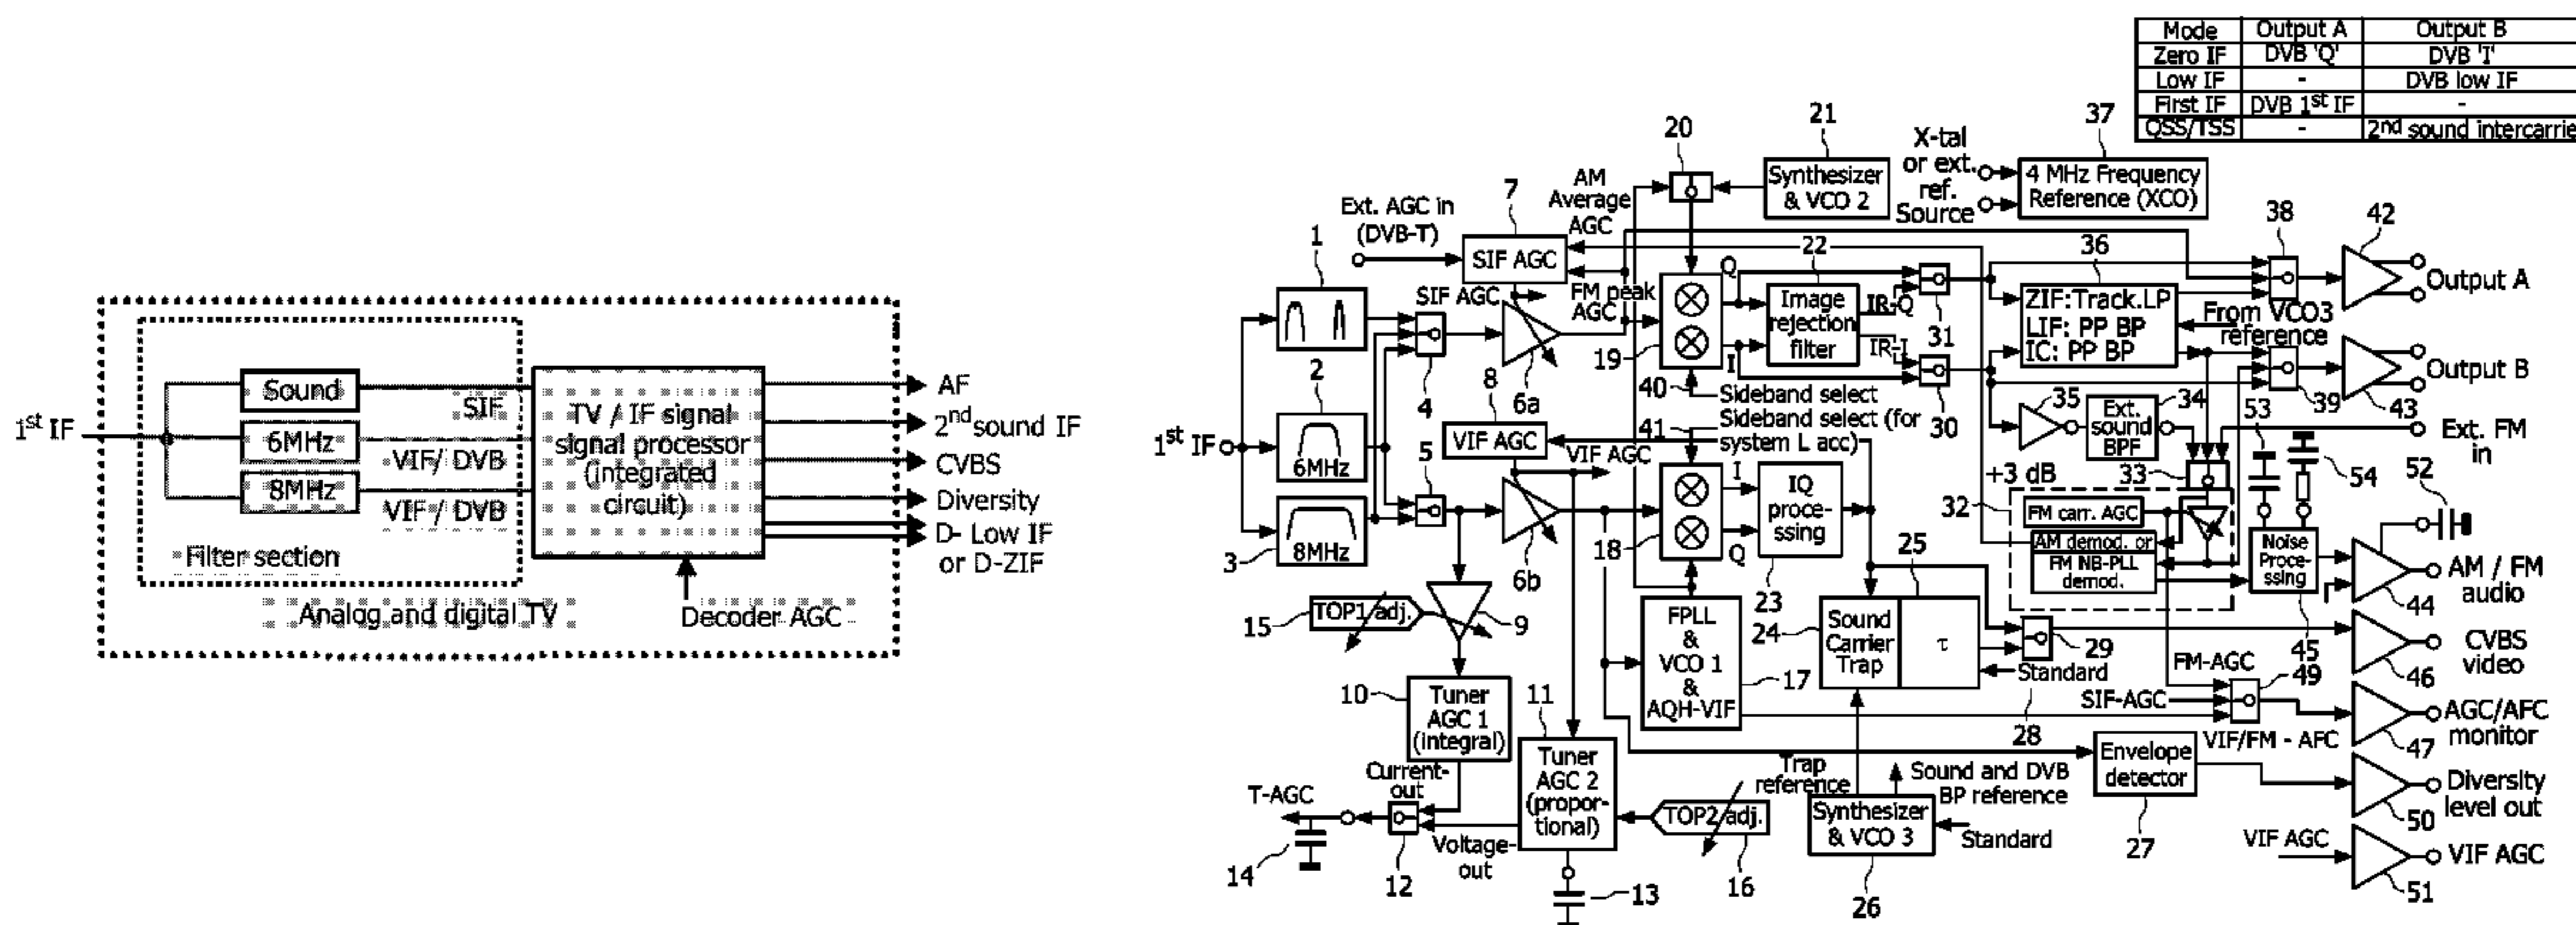 1st IF
Sound
6MHz
8MHz
SIF
VIF/ DVB
VIF / DVB
Filter section
TV / IF signal
signal processor
(integrated
circuit)
AF
2nd sound IF
CVBS
Diversity
D- Low IF
or D-ZIF
Analog and digital TV
Decoder AGC
Mode Output A Output B
Zero IF DVB 'Q' DVB 'I'
Low IF - DVB low IF
First IF DVB 1st IF -
QSS/TSS - 2nd sound intercarrie
1st IF
1
2
6MHz
3
8MHz
Ext. AGC in
(DVB-T)
7
SIF AGC
SIF AGC
AM
Average
AGC
FM peak
AGC
4
5
6a
8
VIF AGC
VIF AGC
6b
20
21
Synthesizer
& VCO 2
X-tal
or ext.
ref.
Source
37
4 MHz Frequency
Reference (XCO)
Q
I
19
40
Sideband select
41
Sideband select (for
system L acc)
22
Image
rejection
filter
IR-Q
IR-I
31
30
36
ZIF:Track.LP
LIF: PP BP
IC: PP BP
From VCO3
reference
38
39
42
Output A
43
Output B
35
34
Ext.
sound
BPF
Ext. FM
in
33
53
54
52
+3 dB
32
FM carr. AGC
AM demod. or
FM NB-PLL
demod.
Noise
Proce-
ssing
45
44
AM / FM
audio
18
I
Q
IQ
proce-
ssing
23
15
TOP1/adj.
9
10
Tuner
AGC 1
(integral)
11
Tuner
AGC 2
(propor-
tional)
Current-
out
Voltage-
out
T-AGC
14
12
13
TOP2/adj.
16
FPLL
&
VCO 1
&
AQH-VIF
17
24
25
Sound
Carrier
Trap
τ
29
Standard
28
Trap
reference
Sound and DVB
BP reference
Synthesizer
& VCO 3
Standard
26
FM-AGC
SIF-AGC
VIF/FM - AFC
49
46
CVBS
video
47
AGC/AFC
monitor
Envelope
detector
27
50
Diversity
level out
VIF AGC
51
VIF AGC